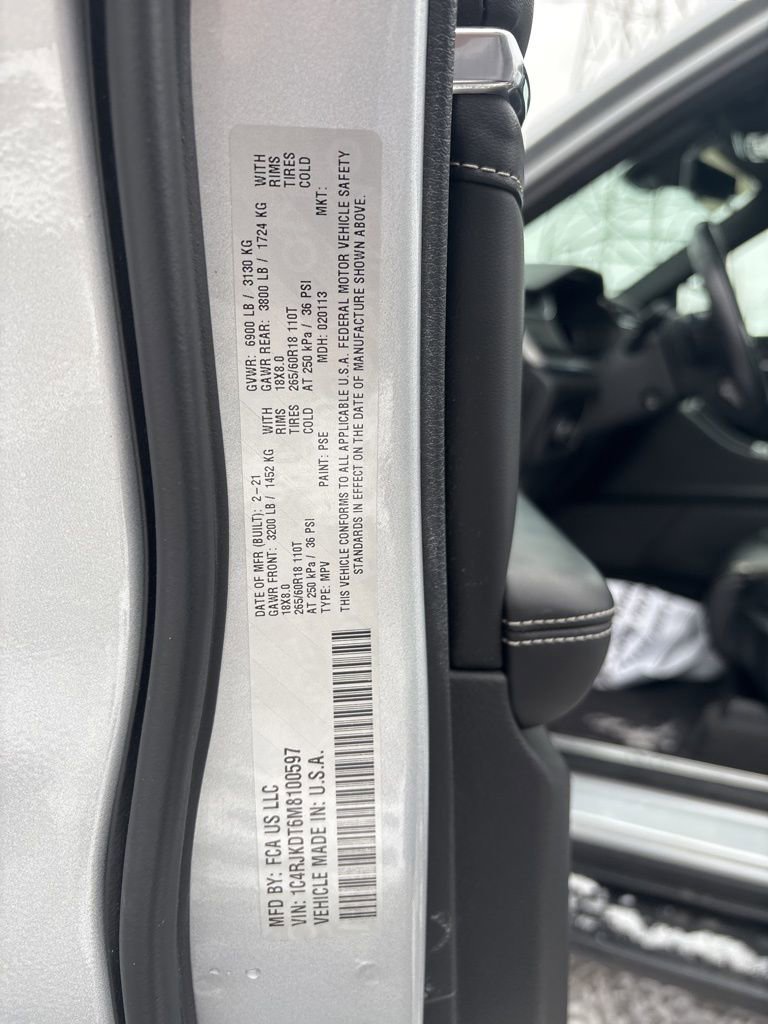 MFD BY: FCA US LLC
VIN: 1C4RJKDT6M8100597
VEHICLE MADE IN: U.S.A.
DATE OF MFR (BUILT): 2-21 GVWR: 6900 LB / 3130 KG
GAWR FRONT: 3200 LB / 1452 KG WITH GAWR REAR: 3800 LB / 1724 KG WITH
18X8.0 RIMS 18X8.0 RIMS
265/60R18 110T TIRES 265/60R18 110T TIRES
AT 250 kPa / 36 PSI COLD AT 250 kPa / 36 PSI COLD
TYPE: MPV PAINT: PSE MDH: 020113 MKT:
THIS VEHICLE CONFORMS TO ALL APPLICABLE U.S.A. FEDERAL MOTOR VEHICLE SAFETY
STANDARDS IN EFFECT ON THE DATE OF MANUFACTURE SHOWN ABOVE.